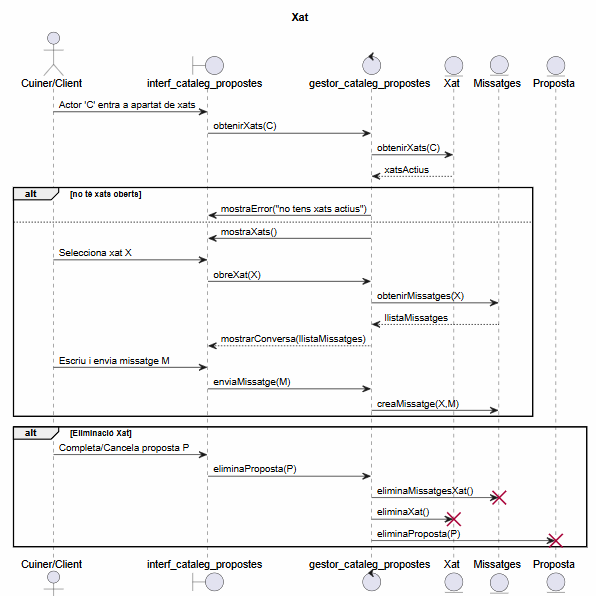 Xat
Cuiner/Client interf_cataleg_propostes gestor_cataleg_propostes Xat Missatges Proposta
Actor 'C' entra a apartat de xats
obtenirXats(C)
obtenirXats(C)
xatsActius
alt [no té xats oberts]
mostraError("no tens xats actius")
mostraXats()
Selecciona xat X
obreXat(X)
obtenirMissatges(X)
llistaMissatges
mostrarConversa(llistaMissatges)
Escriu i envia missatge M
enviaMissatge(M)
creaMissatge(X,M)
alt [Eliminació Xat]
Completa/Cancela proposta P
eliminaProposta(P)
eliminaMissatgesXat()
eliminaXat()
eliminaProposta(P)
Cuiner/Client interf_cataleg_propostes gestor_cataleg_propostes Xat Missatges Proposta